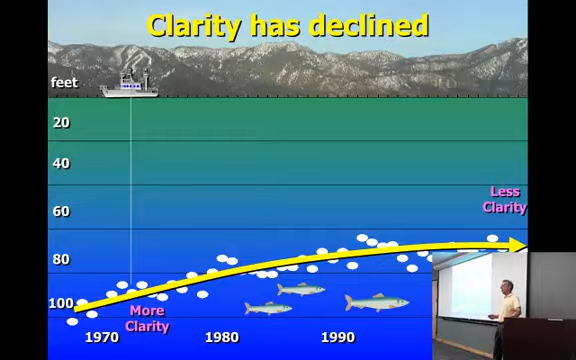 Clarity has declined
feet
20
40
60
80
100
Less
Clarity
More
Clarity
1970
1980
1990